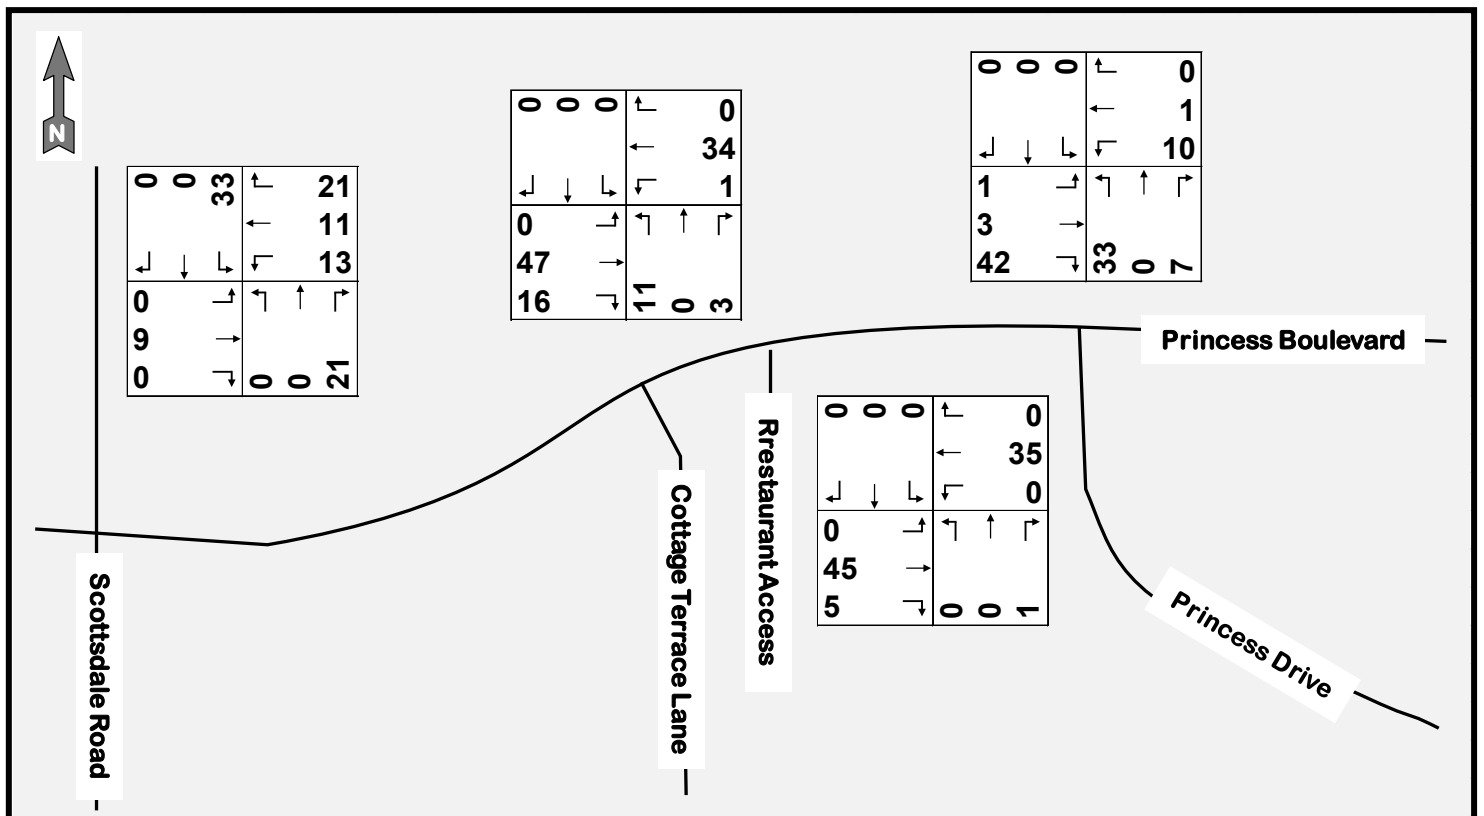 N
0 0 33
21
11
13
0
9
0
0 0 21
0 0 0
0
34
1
0
47
16
11 0 3
0 0 0
0
1
10
1
3
42
33 0 7
Princess Boulevard
0 0 0
0
35
0
0
45
5
0 0 1
Rrestaurant Access
Cottage Terrace Lane
Scottsdale Road
Princess Drive